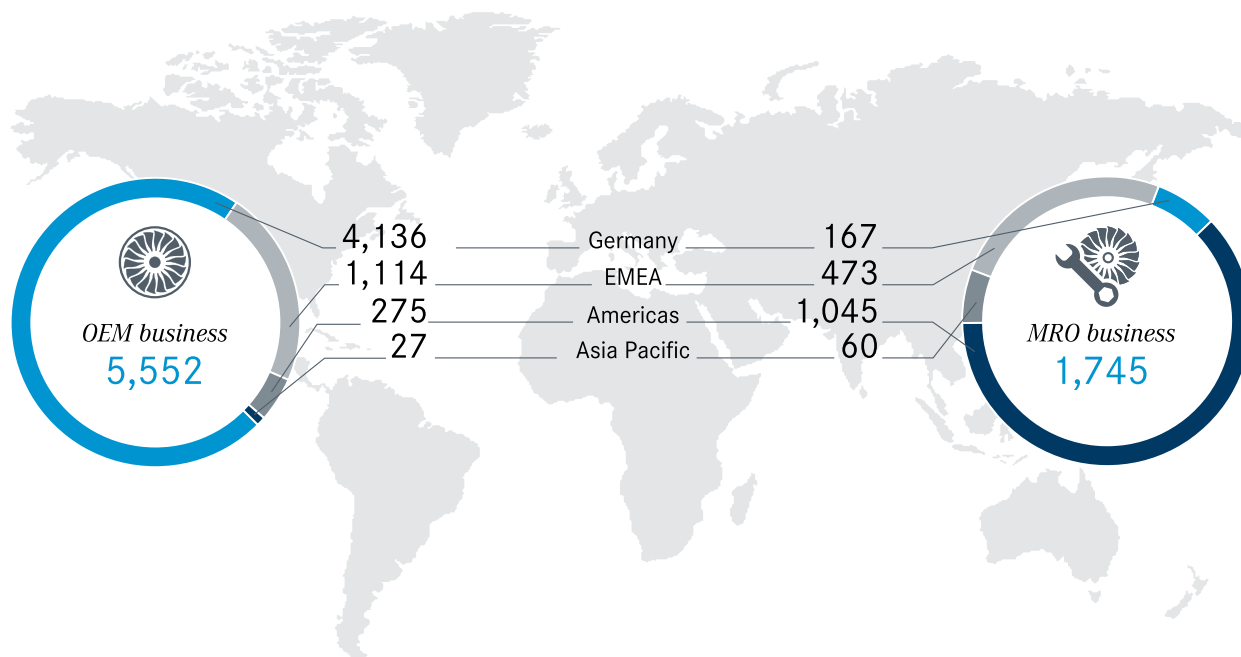 4,136 Germany 167
1,114 EMEA 473
275 Americas 1,045
27 Asia Pacific 60
OEM business
5,552
MRO business
1,745